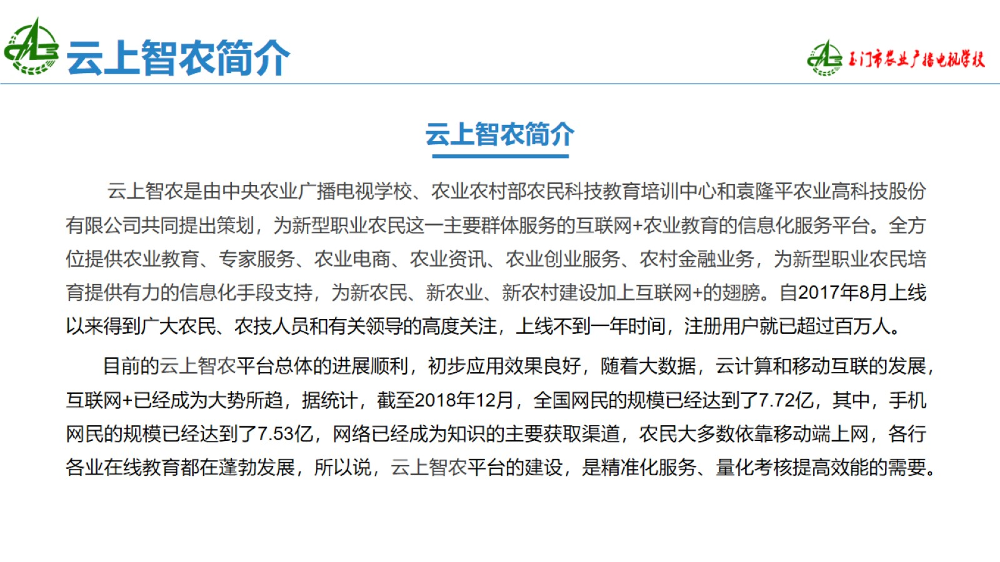 云上智农简介
玉门市农业广播电视学校
云上智农简介
云上智农是由中央农业广播电视学校、农业农村部农民科技教育培训中心和袁隆平农业高科技股份
有限公司共同提出策划，为新型职业农民这一主要群体服务的互联网+农业教育的信息化服务平台。全方
位提供农业教育、专家服务、农业电商、农业资讯、农业创业服务、农村金融业务，为新型职业农民培
育提供有力的信息化手段支持，为新农民、新农业、新农村建设加上互联网+的翅膀。自2017年8月上线
以来得到广大农民、农技人员和有关领导的高度关注，上线不到一年时间，注册用户就已超过百万人。
目前的云上智农平台总体的进展顺利，初步应用效果良好，随着大数据，云计算和移动互联的发展，
互联网+已经成为大势所趋，据统计，截至2018年12月，全国网民的规模已经达到了7.72亿，其中，手机
网民的规模已经达到了7.53亿，网络已经成为知识的主要获取渠道，农民大多数依靠移动端上网，各行
各业在线教育都在蓬勃发展，所以说，云上智农平台的建设，是精准化服务、量化考核提高效能的需要。